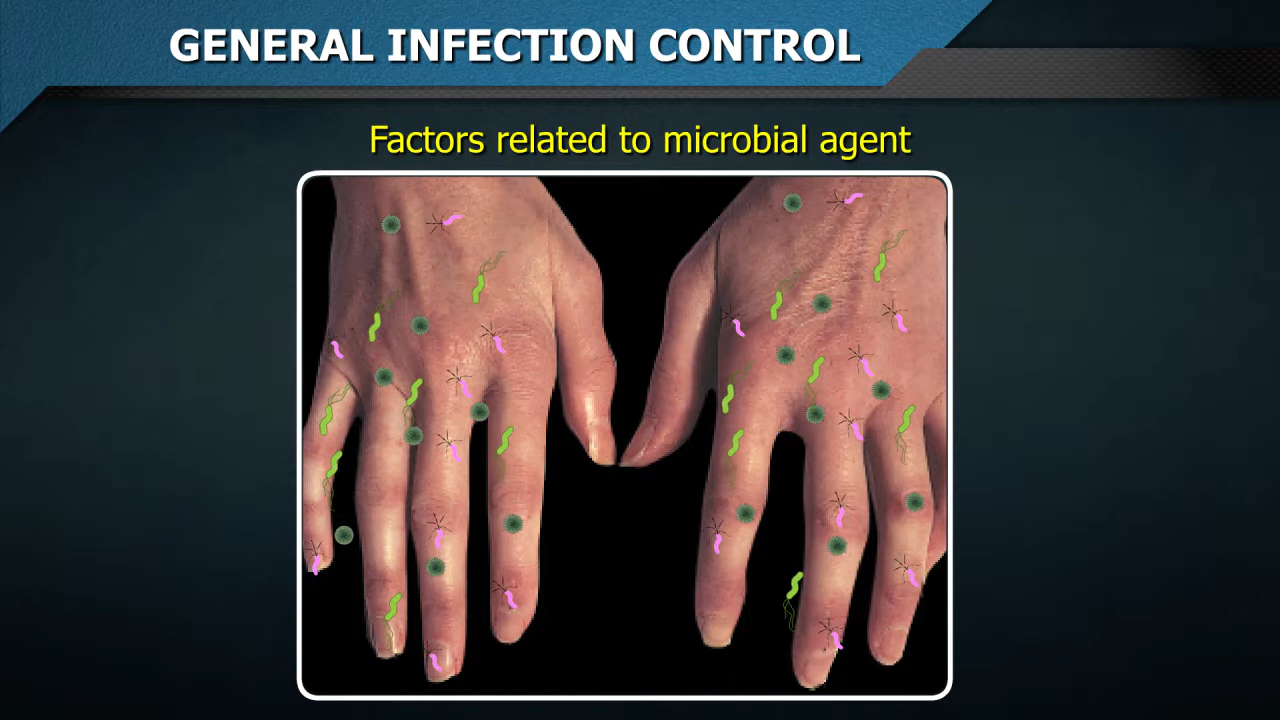 GENERAL INFECTION CONTROL
Factors related to microbial agent